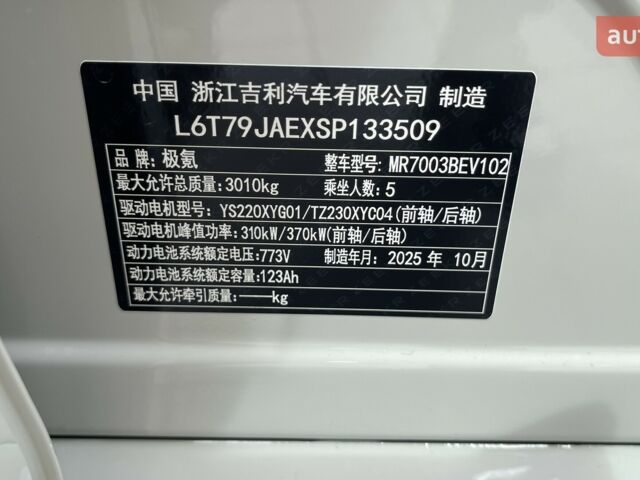 auto
中国 浙江吉利汽车有限公司 制造
L6T79JAEXSP133509
品牌:极氪 整车型号: MR7003BEV102
最大允许总质量:3010kg 乘坐人数:5
驱动电机型号: YS220XYG01/TZ230XYC04(前轴/后轴)
驱动电机峰值功率:310kW/370kW(前轴/后轴)
动力电池系统额定电压:773V 制造年月: 2025 年 10月
动力电池系统额定容量:123Ah
最大允许牵引质量:——kg